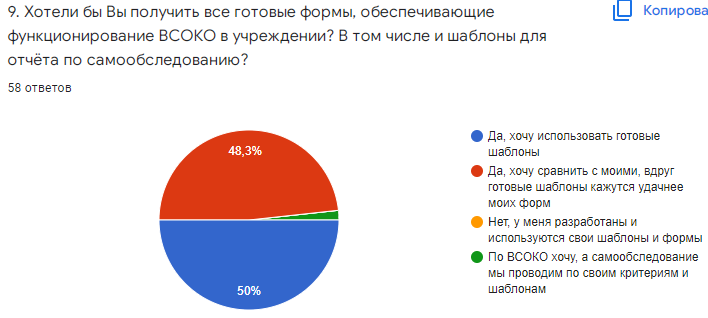 9. Хотели бы Вы получить все готовые формы, обеспечивающие
Копирова
функционирование ВСОКО в учреждении? В том числе и шаблоны для
отчёта по самообследованию?
58 ответов
48,3%
50%
Да, хочу использовать готовые
шаблоны
Да, хочу сравнить с моими, вдруг
готовые шаблоны кажутся удачнее
моих форм
Нет, у меня разработаны и
используются свои шаблоны и формы
По ВСОКО хочу, а самообследование
мы проводим по своим критериям и
шаблонам